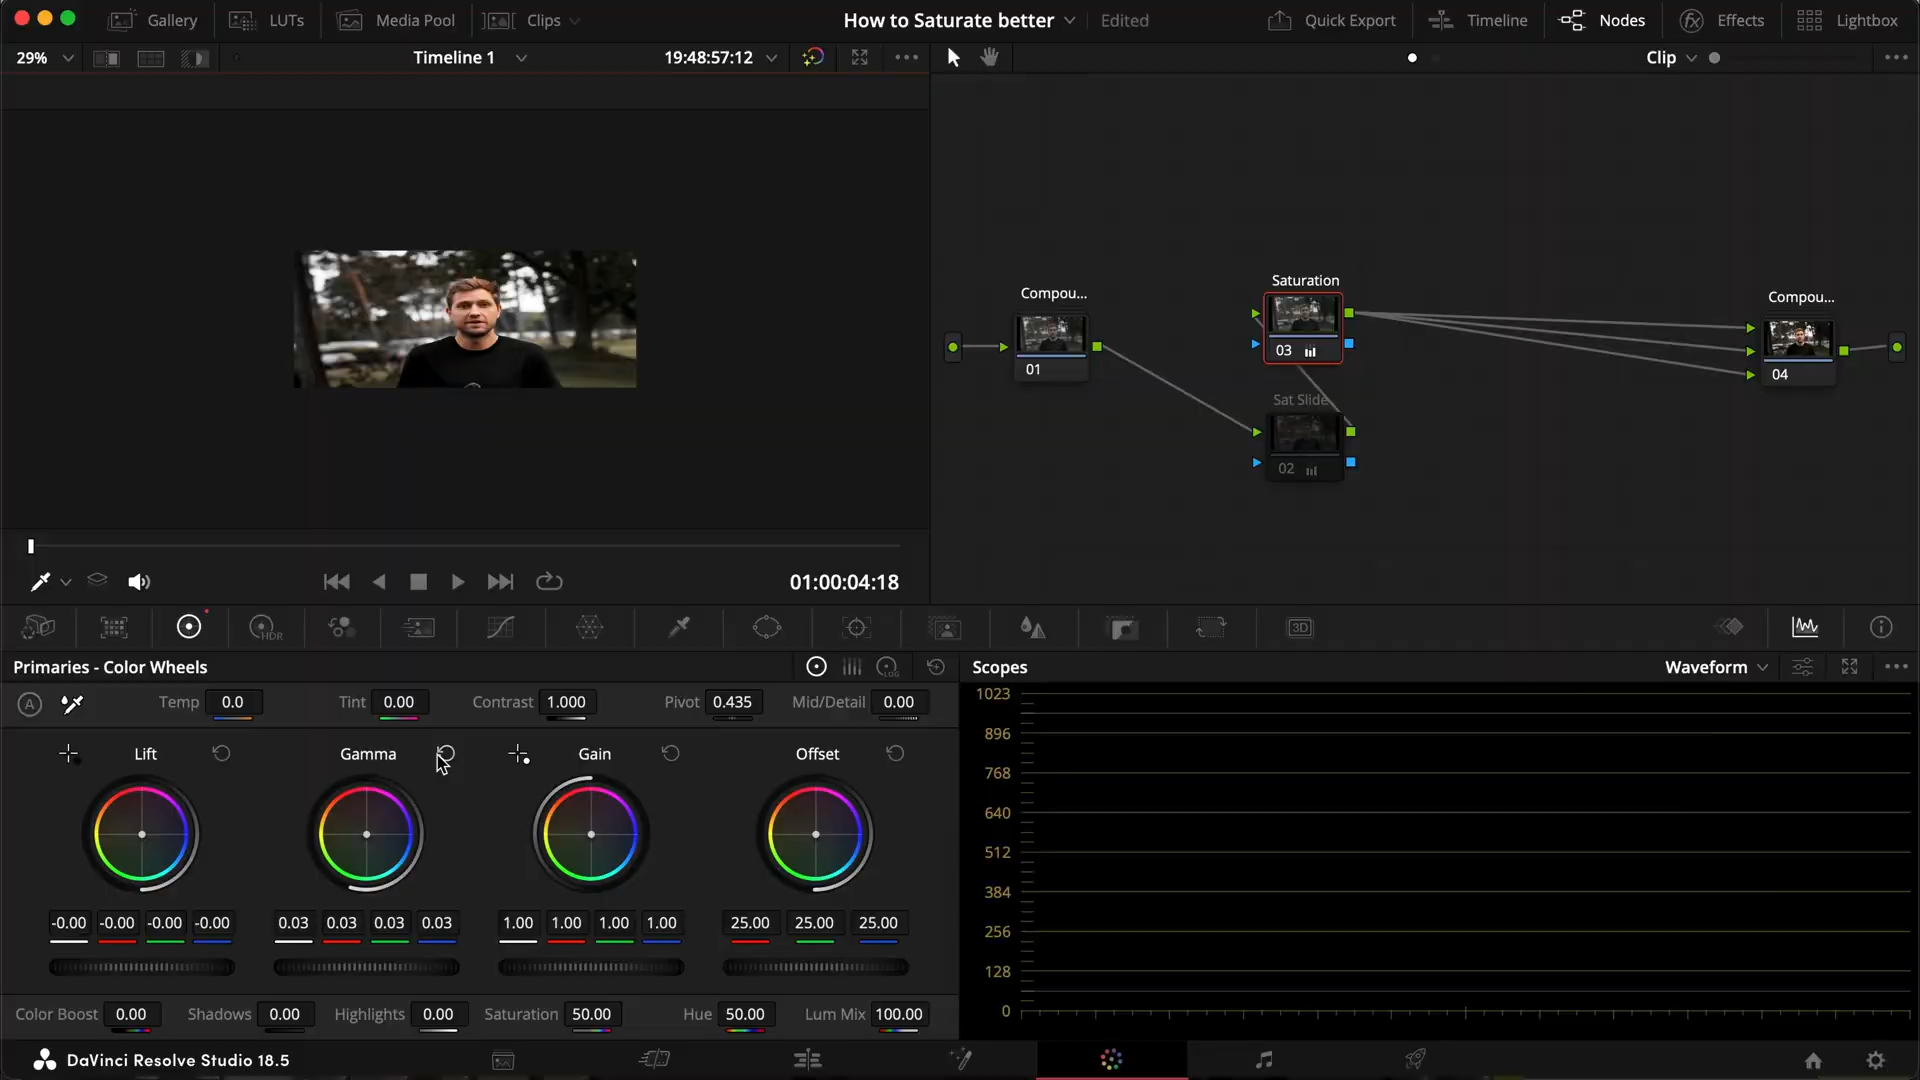 Gallery LUTs Media Pool Clips How to Saturate better Edited Quick Export Timeline Nodes Effects Lightbox
29% Timeline 1 19:48:57:12 Clip
Saturation
Compou... Compou...
03
01 04
Sat Slide
02
01:00:04:18
HDR 3D
Primaries - Color Wheels LOG Scopes Waveform
A Temp 0.0 Tint 0.00 Contrast 1.000 Pivot 0.435 Mid/Detail 0.00
Lift Gamma Gain Offset
-0.00 -0.00 -0.00 -0.00 0.03 0.03 0.03 0.03 1.00 1.00 1.00 1.00 25.00 25.00 25.00
Color Boost 0.00 Shadows 0.00 Highlights 0.00 Saturation 50.00 Hue 50.00 Lum Mix 100.00
1023
896
768
640
512
384
256
128
0
DaVinci Resolve Studio 18.5